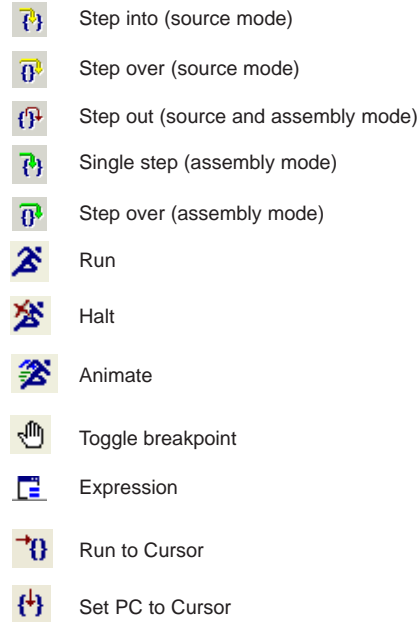 Step into (source mode)
Step over (source mode)
Step out (source and assembly mode)
Single step (assembly mode)
Step over (assembly mode)
Run
Halt
Animate
Toggle breakpoint
Expression
Run to Cursor
Set PC to Cursor